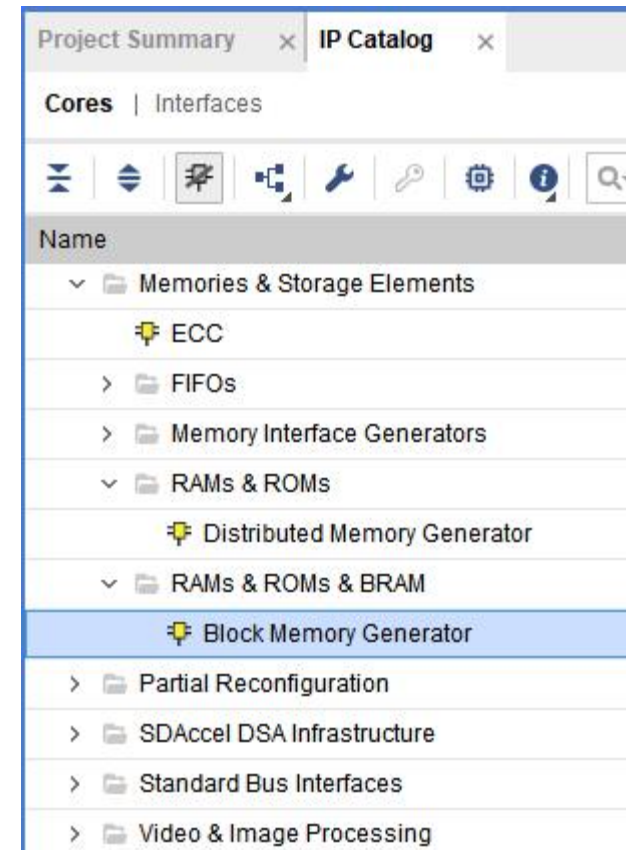 Project Summary × IP Catalog ×
Cores | Interfaces
Name
Memories & Storage Elements
ECC
FIFOs
Memory Interface Generators
RAMs & ROMs
Distributed Memory Generator
RAMs & ROMs & BRAM
Block Memory Generator
Partial Reconfiguration
SDAccel DSA Infrastructure
Standard Bus Interfaces
Video & Image Processing